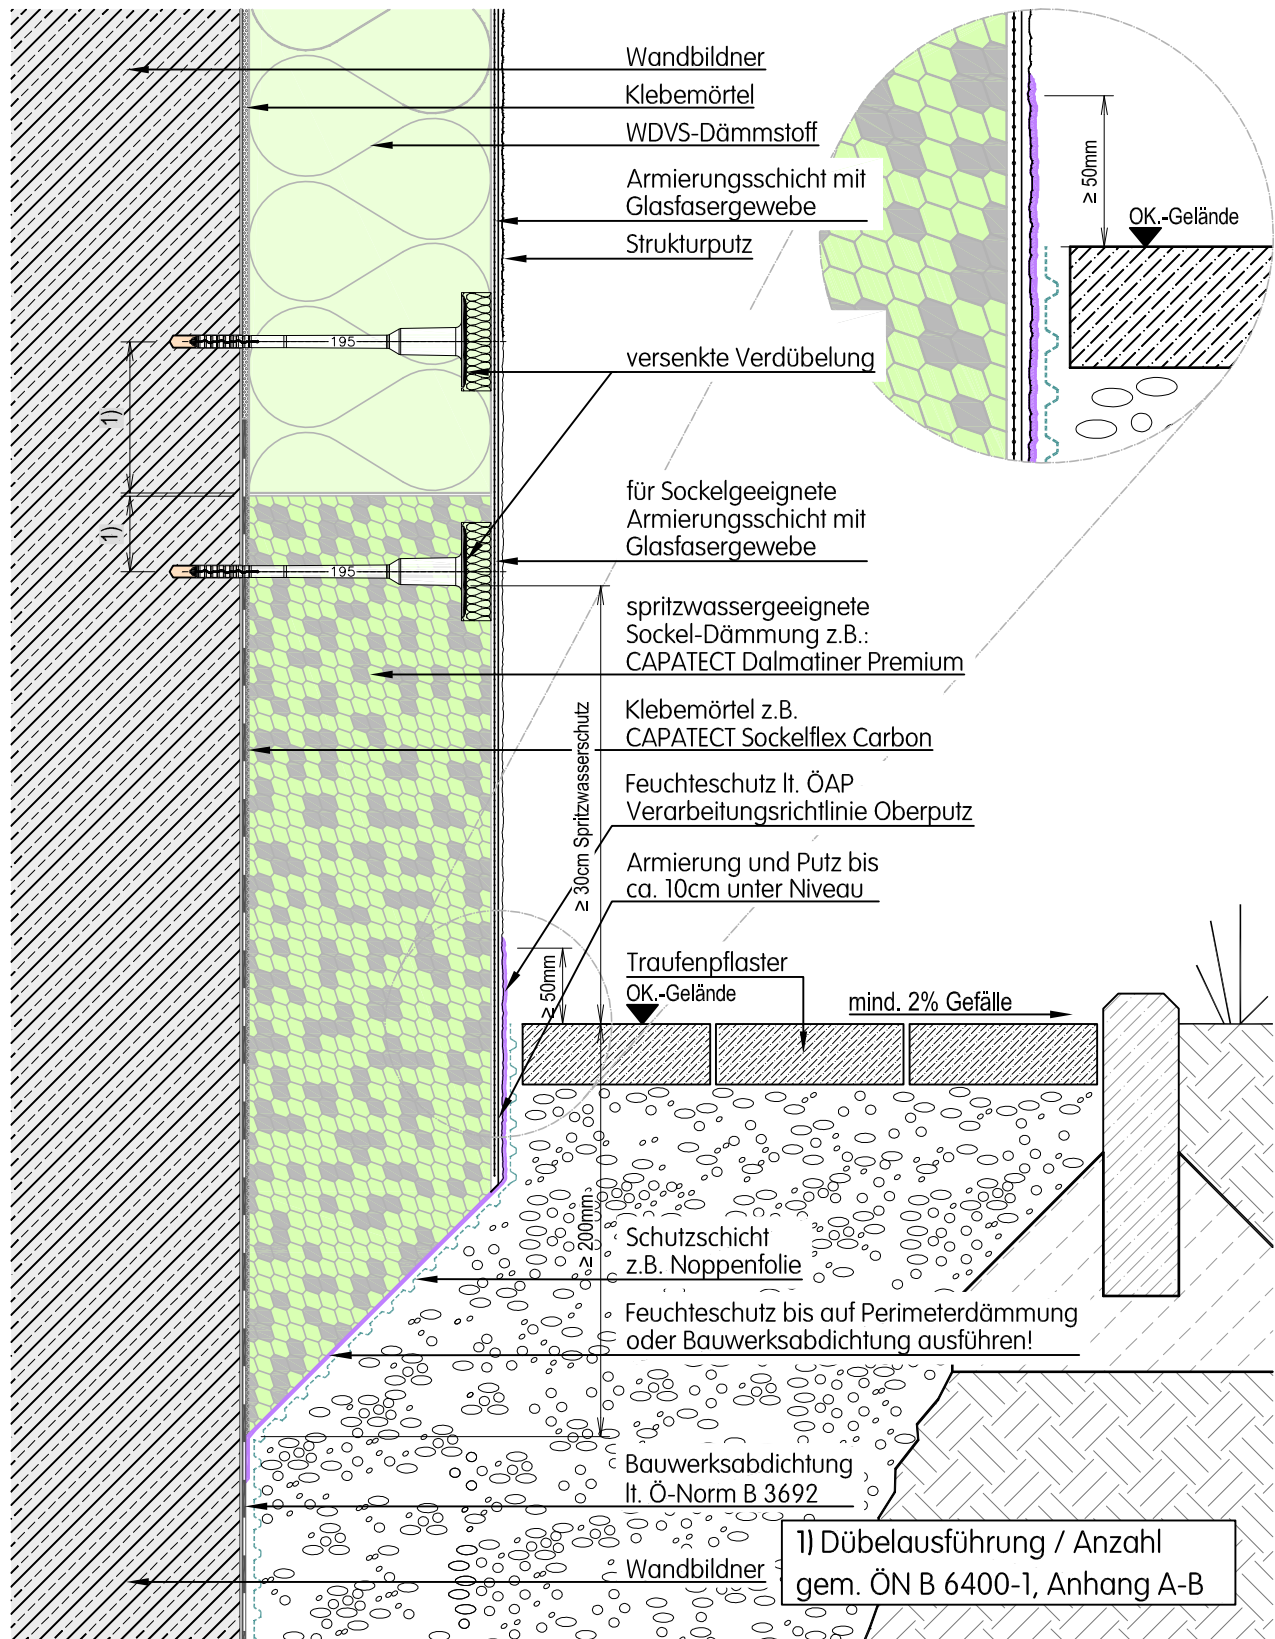 Wandbildner
Klebemörtel
WDVS-Dämmstoff
Armierungsschicht mit
Glasfasergewebe
Strukturputz
≥ 50mm
OK.-Gelände
195
versenkte Verdübelung
1)
für Sockelgeeignete
Armierungsschicht mit
Glasfasergewebe
1)
195
spritzwassergeeignete
Sockel-Dämmung z.B.:
CAPATECT Dalmatiner Premium
Klebemörtel z.B.
CAPATECT Sockelflex Carbon
≥ 30cm Spritzwasserschutz
Feuchteschutz lt. ÖAP
Verarbeitungsrichtlinie Oberputz
Armierung und Putz bis
ca. 10cm unter Niveau
Traufenpflaster
OK.-Gelände
mind. 2% Gefälle
≥ 50mm
≥ 200mm
Schutzschicht
z.B. Noppenfolie
Feuchteschutz bis auf Perimeterdämmung
oder Bauwerksabdichtung ausführen!
Bauwerksabdichtung
lt. Ö-Norm B 3692
Wandbildner
1) Dübelausführung / Anzahl
gem. ÖN B 6400-1, Anhang A-B